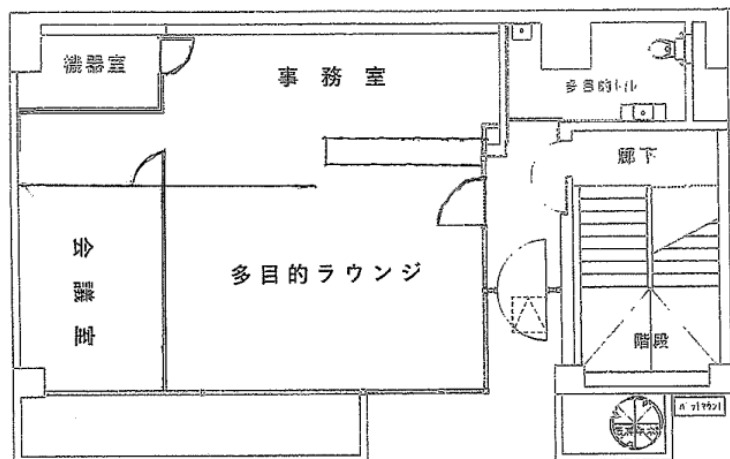 機器室
事務室
多目的トイレ
廊下
会議室
多目的ラウンジ
階段